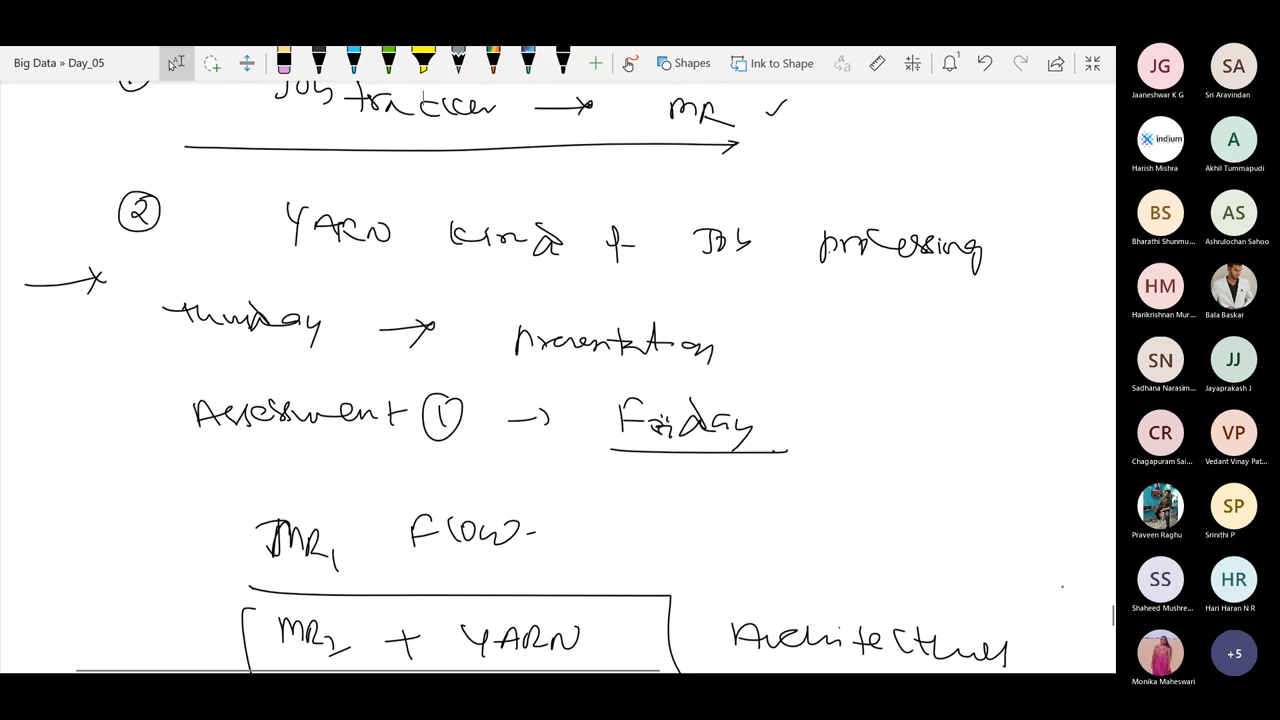 Big Data » Day_05
Shapes
Ink to Shape
1
Job tracker → MR ✓
② YARN kind of Job processing
→
Thursday → presentation
Assessment ① → Friday
MR1 Flow-
MR2 + YARN Architecture
JG
SA
Jaaneshwar K G
Sri Aravindan
indium
A
Harish Mishra
Akhil Tummapudi
BS
AS
Bharathi Shunmu...
Ashrulochan Sahoo
HM
Harikrishnan Mur...
Bala Baskar
SN
JJ
Sadhana Narasim...
Jayaprakash J
CR
VP
Chagapuram Sai...
Vedant Vinay Pat...
SP
Praveen Raghu
Srinithi P
SS
HR
Shaheed Mushre...
Hari Haran N R
+5
Monika Maheswari